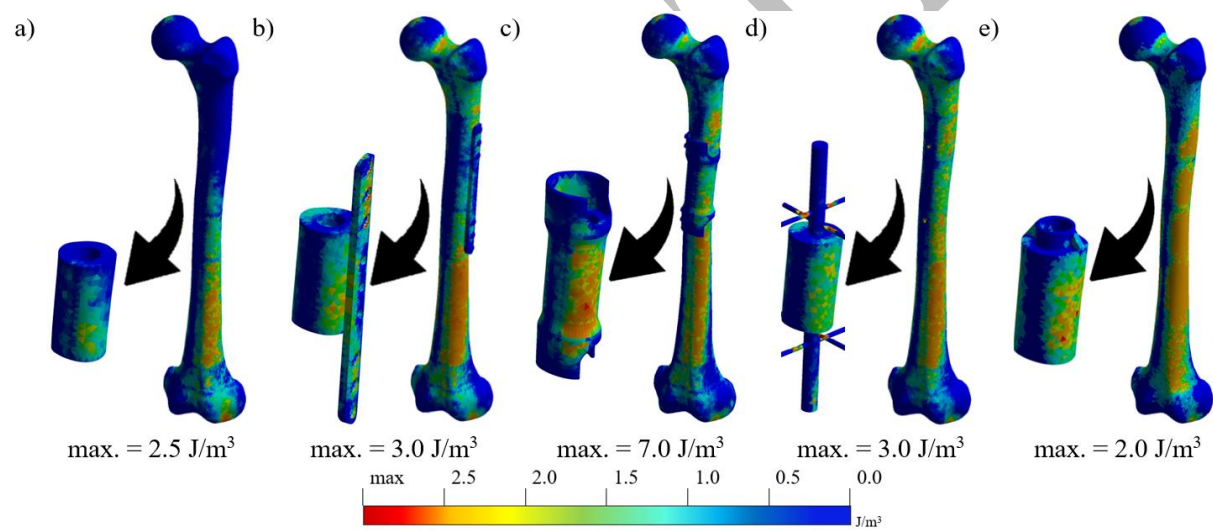 a) b) c) d) e)
max. = 2.5 J/m³ max. = 3.0 J/m³ max. = 7.0 J/m³ max. = 3.0 J/m³ max. = 2.0 J/m³
max 2.5 2.0 1.5 1.0 0.5 0.0
J/m³